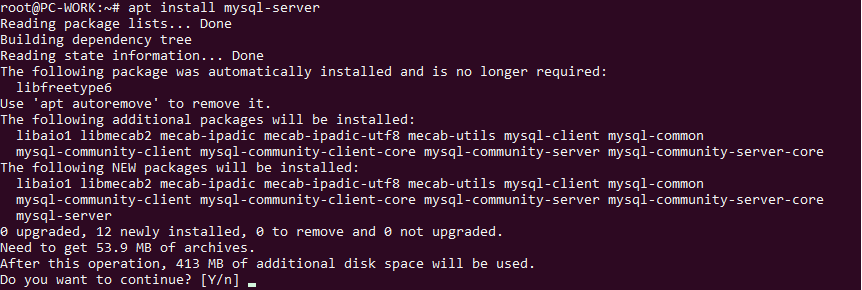 root@PC-WORK:~# apt install mysql-server
Reading package lists... Done
Building dependency tree
Reading state information... Done
The following package was automatically installed and is no longer required:
  libfreetype6
Use 'apt autoremove' to remove it.
The following additional packages will be installed:
  libaio1 libmecab2 mecab-ipadic mecab-ipadic-utf8 mecab-utils mysql-client mysql-common
  mysql-community-client mysql-community-client-core mysql-community-server mysql-community-server-core
The following NEW packages will be installed:
  libaio1 libmecab2 mecab-ipadic mecab-ipadic-utf8 mecab-utils mysql-client mysql-common
  mysql-community-client mysql-community-client-core mysql-community-server mysql-community-server-core
  mysql-server
0 upgraded, 12 newly installed, 0 to remove and 0 not upgraded.
Need to get 53.9 MB of archives.
After this operation, 413 MB of additional disk space will be used.
Do you want to continue? [Y/n]